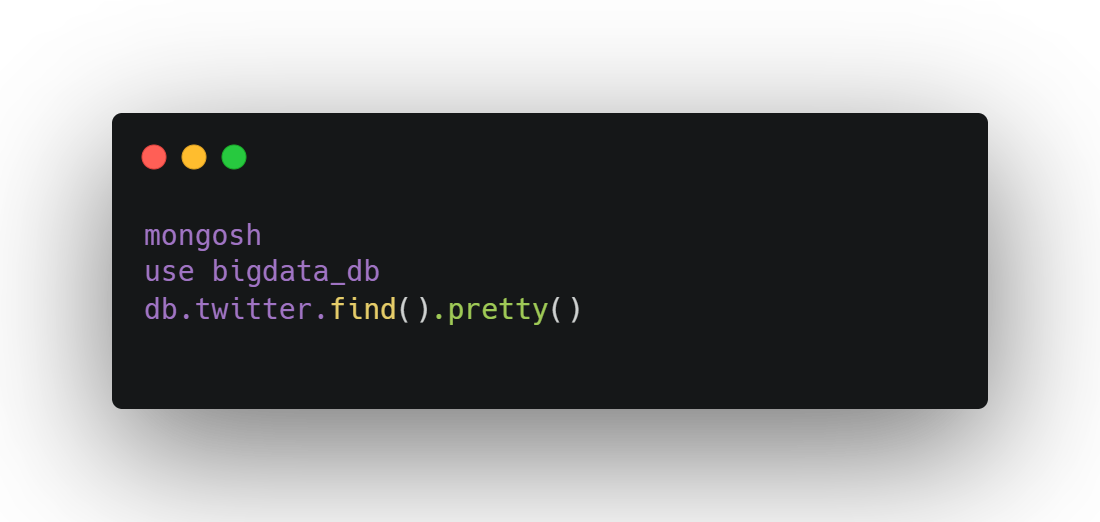 mongosh
use bigdata_db
db.twitter.find().pretty()